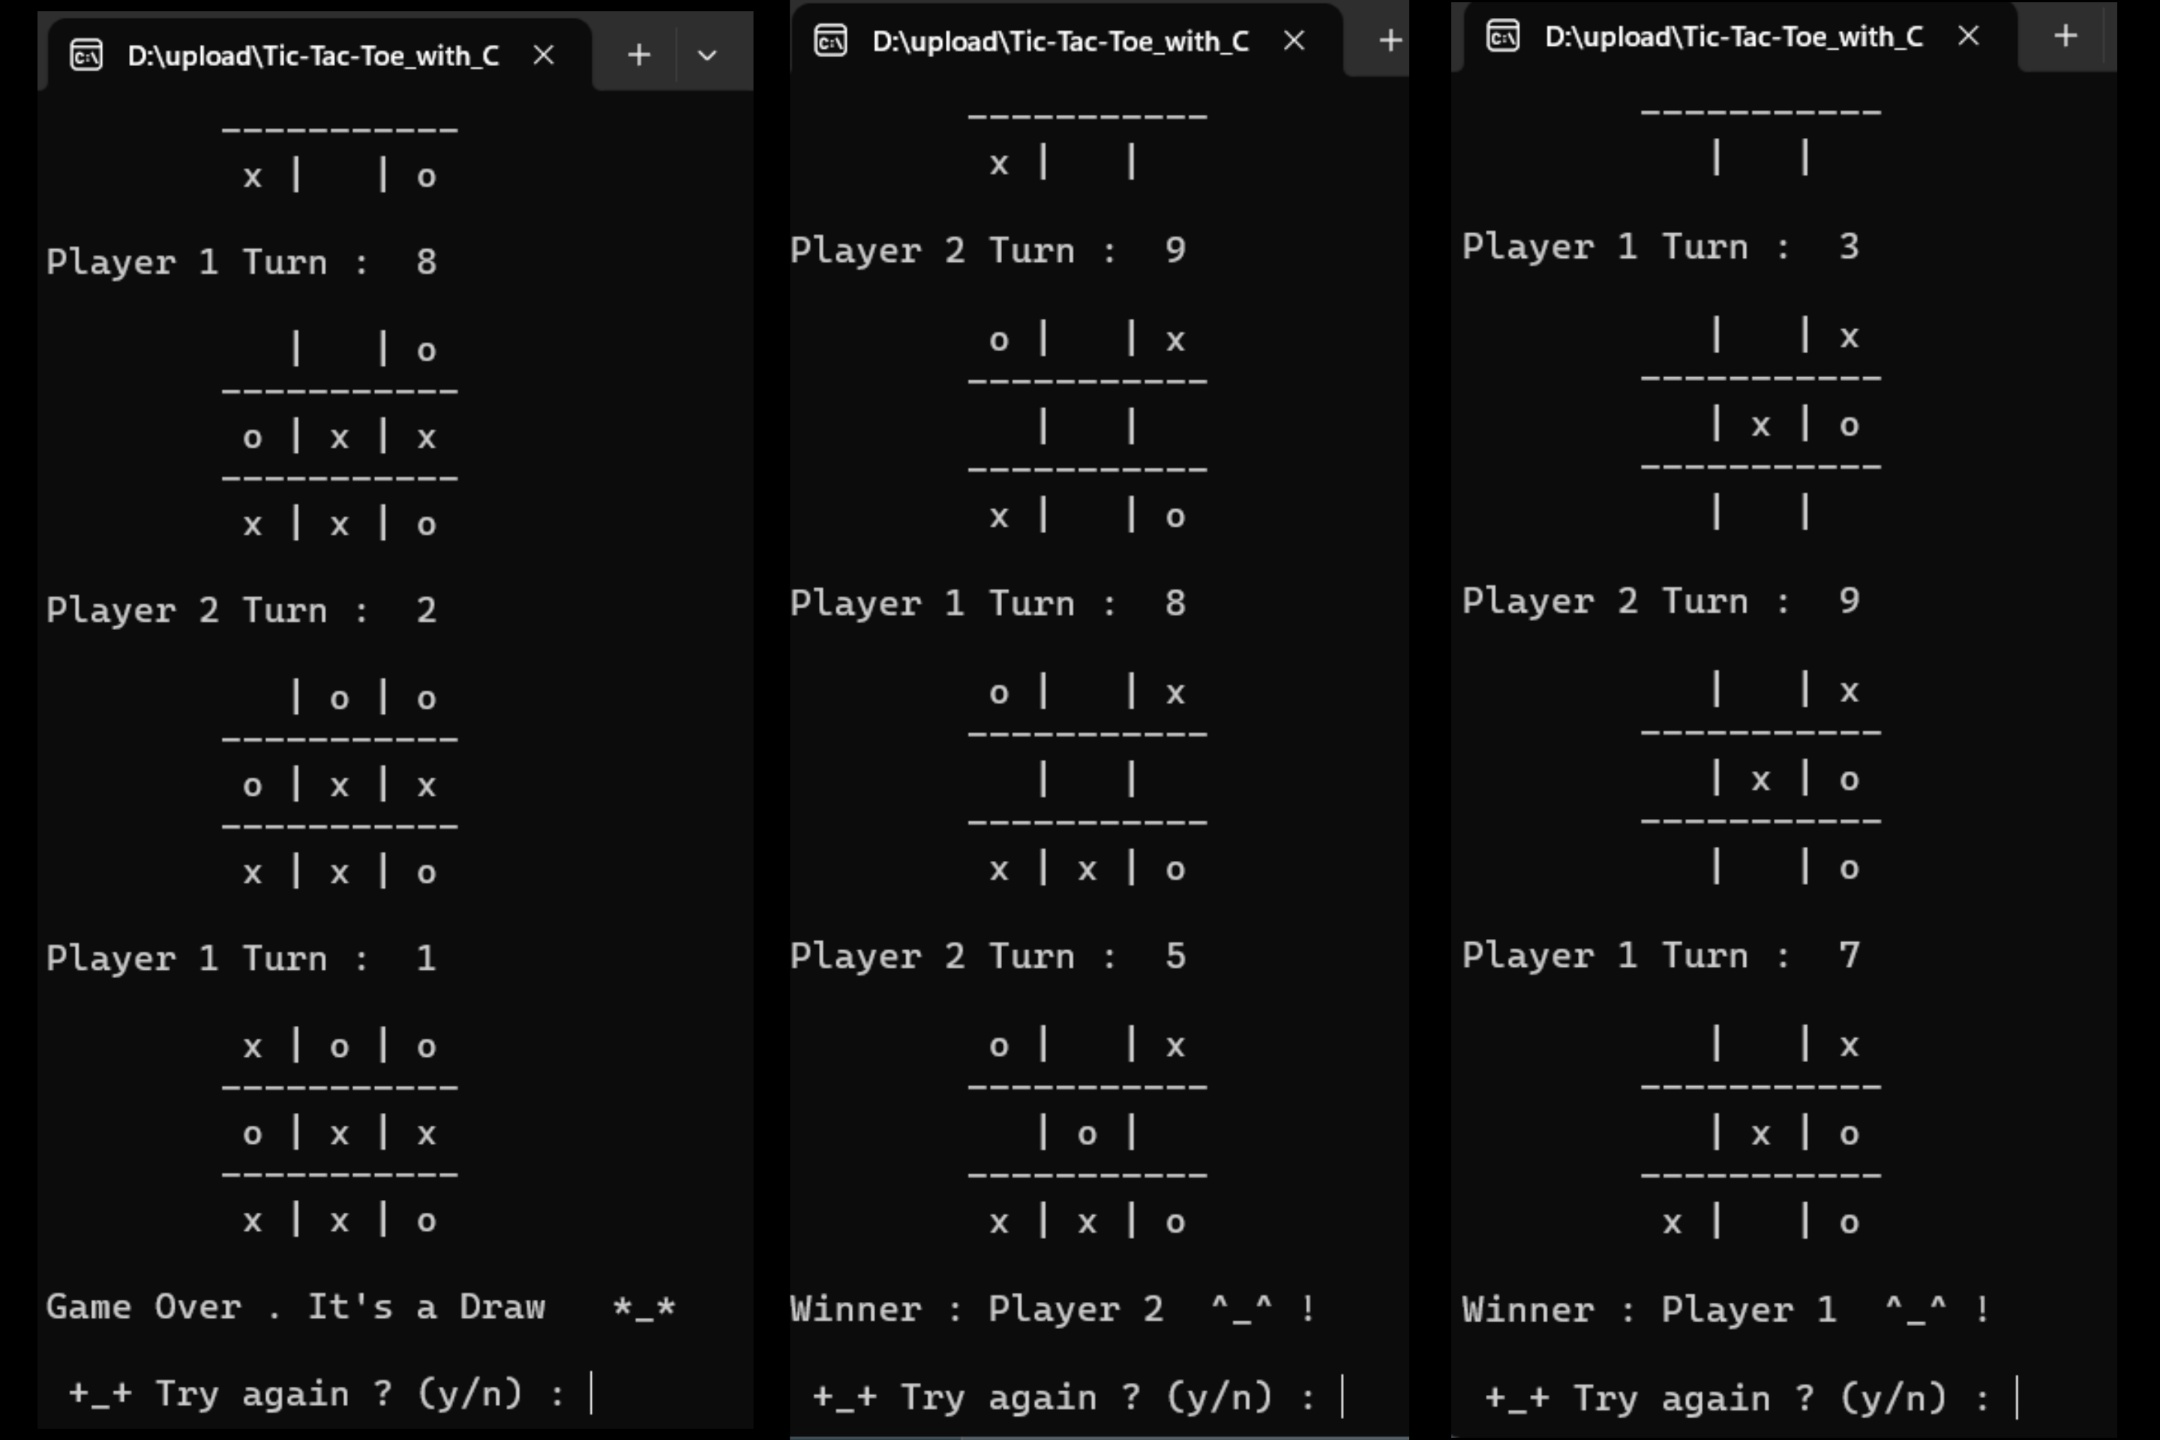 D:\upload\Tic-Tac-Toe_with_C
-----------
x |   | o
Player 1 Turn :  8
  |   | o
-----------
o | x | x
-----------
x | x | o
Player 2 Turn :  2
  | o | o
-----------
o | x | x
-----------
x | x | o
Player 1 Turn :  1
x | o | o
-----------
o | x | x
-----------
x | x | o
Game Over . It's a Draw   *_*
+_+ Try again ? (y/n) :
D:\upload\Tic-Tac-Toe_with_C
-----------
x |   |
Player 2 Turn :  9
o |   | x
-----------
  |   |
-----------
x |   | o
Player 1 Turn :  8
o |   | x
-----------
  |   |
-----------
x | x | o
Player 2 Turn :  5
o |   | x
-----------
  | o |
-----------
x | x | o
Winner : Player 2  ^_^ !
+_+ Try again ? (y/n) :
D:\upload\Tic-Tac-Toe_with_C
-----------
  |   |
Player 1 Turn :  3
  |   | x
-----------
  | x | o
-----------
  |   |
Player 2 Turn :  9
  |   | x
-----------
  | x | o
-----------
  |   | o
Player 1 Turn :  7
  |   | x
-----------
  | x | o
-----------
x |   | o
Winner : Player 1  ^_^ !
+_+ Try again ? (y/n) :